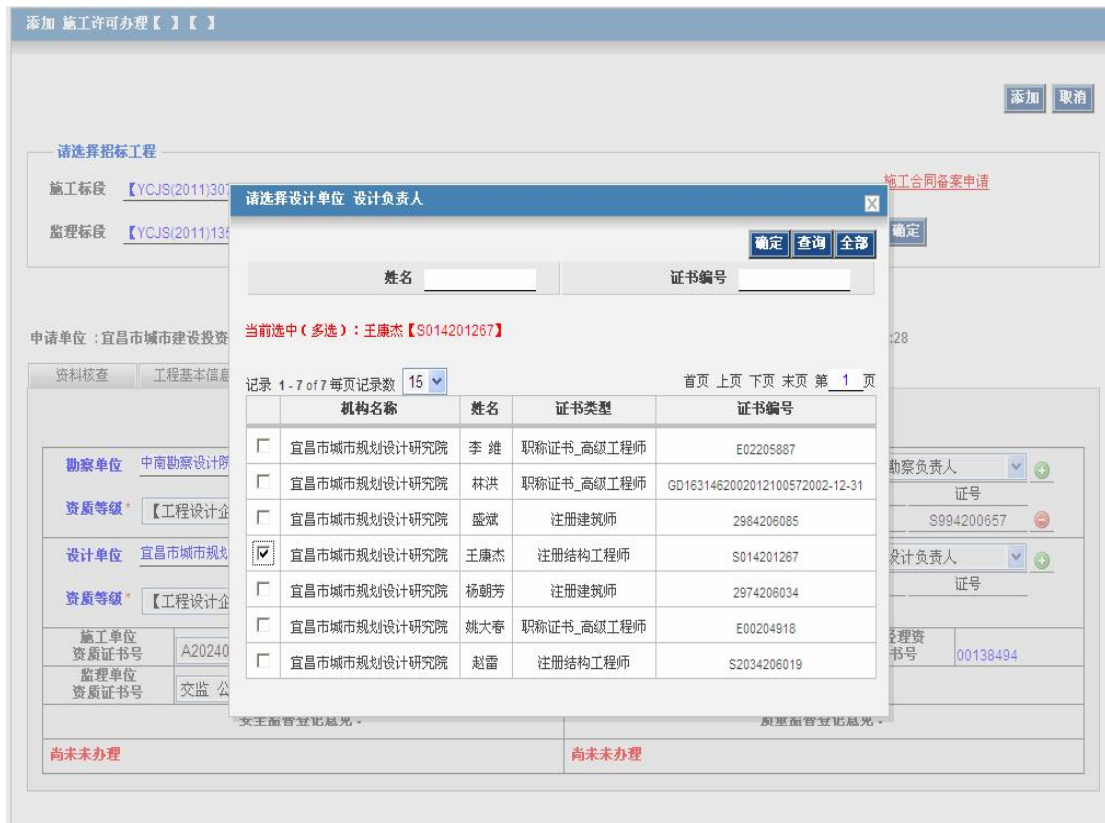 添加 施工许可办理【 】【 】
添加 取消
请选择招标工程
施工标段 【YCJS(2011)307
施工合同备案申请
监理标段 【YCJS(2011)135
确定
请选择设计单位 设计负责人
确定 查询 全部
姓名 证书编号
当前选中(多选):王康杰【S014201267】
申请单位 :宜昌市城市建设投资
:28
资料核查 工程基本信息
记录 1 - 7 of 7 每页记录数 15
首页 上页 下页 末页 第 1 页
机构名称 姓名 证书类型 证书编号
宜昌市城市规划设计研究院 李 维 职称证书_高级工程师 E02205887
宜昌市城市规划设计研究院 林洪 职称证书_高级工程师 GD1631462002012100572002-12-31
宜昌市城市规划设计研究院 盛斌 注册建筑师 2984206085
宜昌市城市规划设计研究院 王康杰 注册结构工程师 S014201267
宜昌市城市规划设计研究院 杨朝芳 注册建筑师 2974206034
宜昌市城市规划设计研究院 姚大春 职称证书_高级工程师 E00204918
宜昌市城市规划设计研究院 赵雷 注册结构工程师 S2034206019
勘察单位 中南勘察设计院
勘察负责人
证号
资质等级* 【工程设计企
S994200657
设计单位 宜昌市城市规划
设计负责人
证号
资质等级* 【工程设计企
施工单位
资质证书号 A20240
经理资
书号 00138494
监理单位
资质证书号 交监 公
安全监督登记意见:
质量监督登记意见:
尚未未办理 尚未未办理